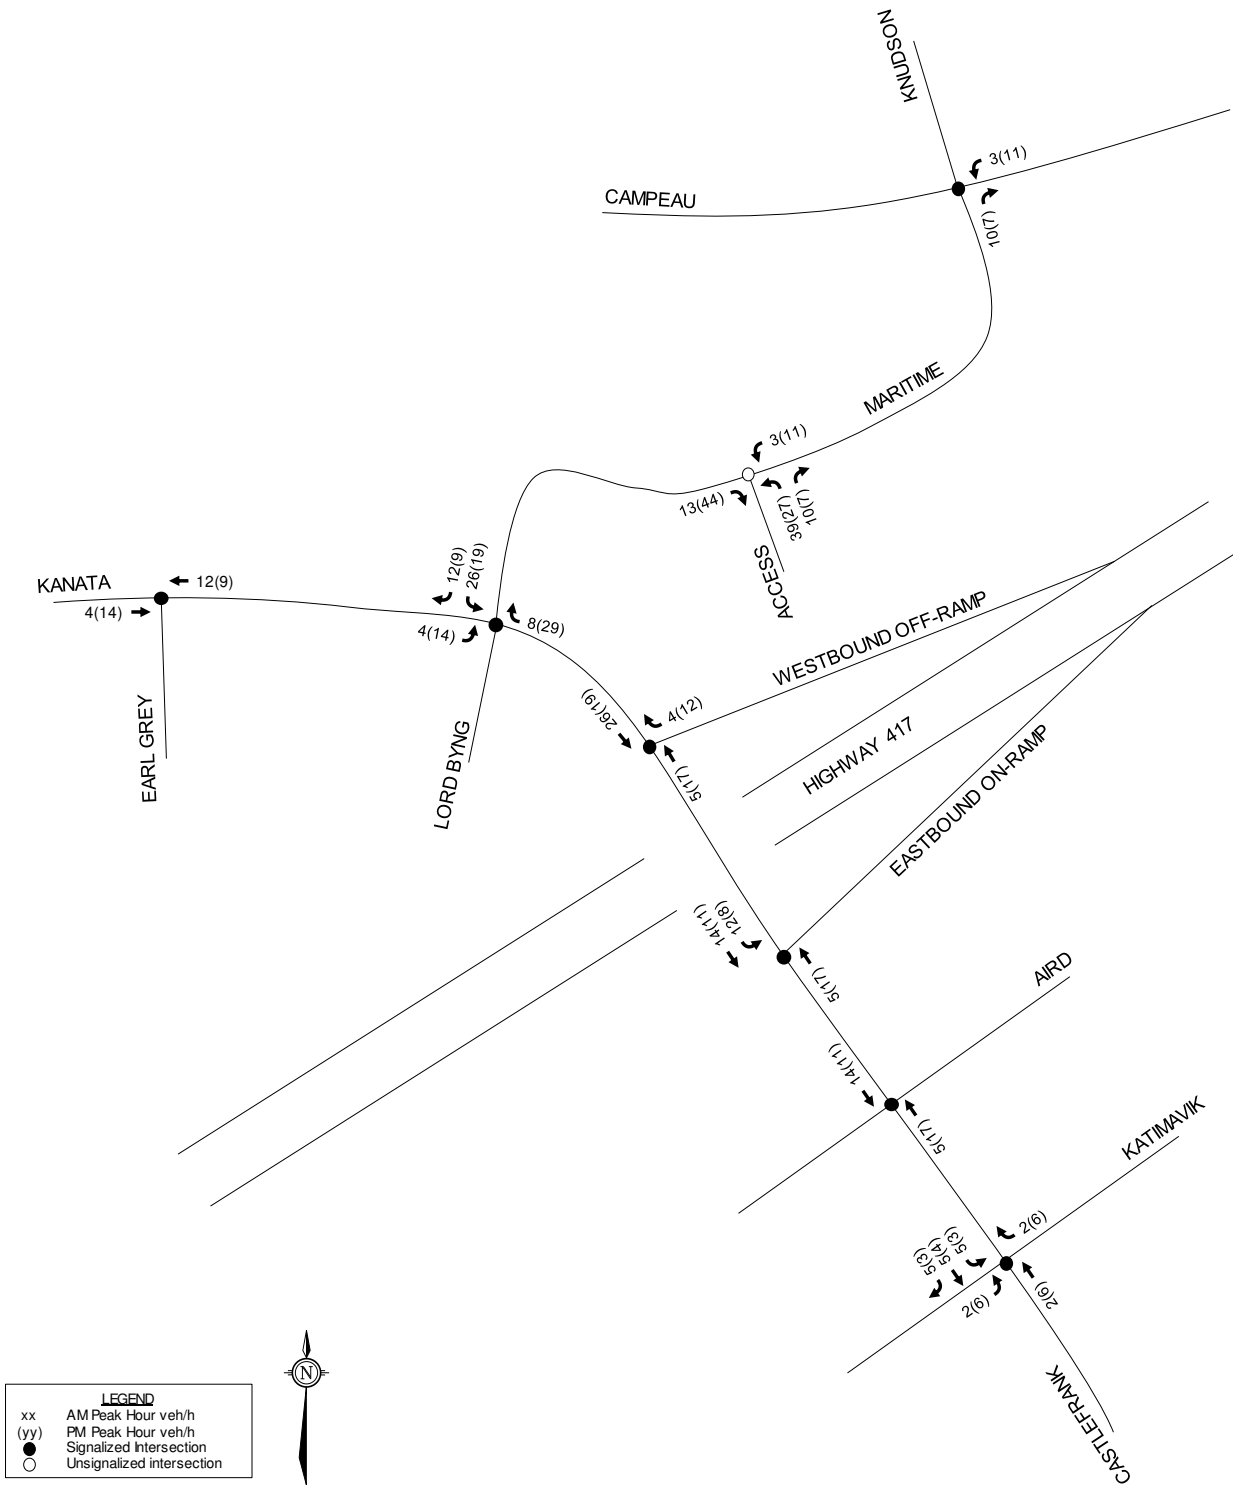 KNUDSON
3(11)
CAMPEAU
10(7)
MARITIME
3(11)
13(44)
39(27)
10(7)
ACCESS
KANATA
12(9)
4(14)
12(9)
26(19)
4(14)
8(29)
EARL GREY
LORD BYNG
WESTBOUND OFF-RAMP
26(19)
4(12)
5(17)
HIGHWAY 417
EASTBOUND ON-RAMP
14(11)
12(8)
5(17)
AIRD
14(11)
5(17)
KATIMAVIK
2(6)
5(3)
5(4)
5(3)
2(6)
2(6)
CASTLEFRANK
N
LEGEND
xx AM Peak Hour veh/h
(yy) PM Peak Hour veh/h
Signalized Intersection
Unsignalized intersection